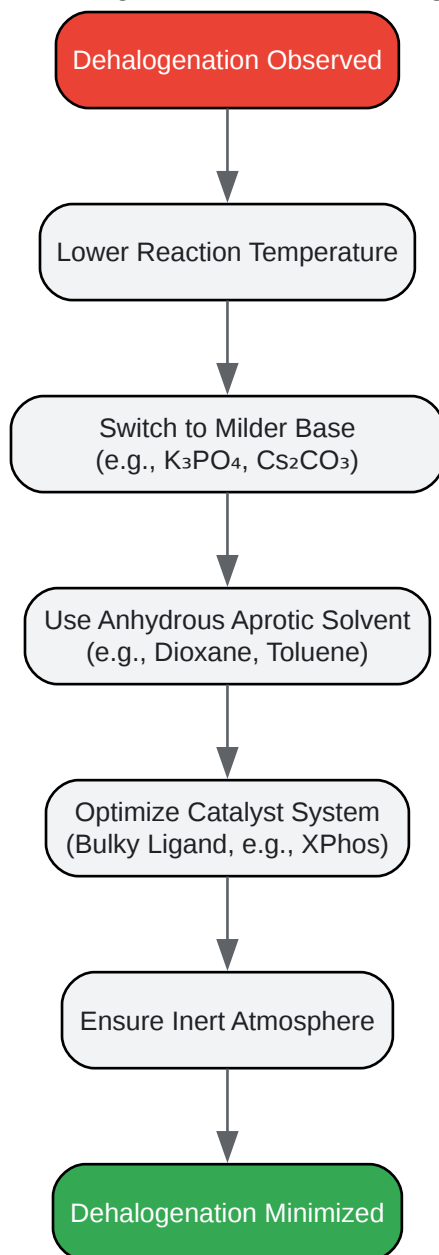 Dehalogenation Observed
Lower Reaction Temperature
Switch to Milder Base
(e.g., K₃PO₄, Cs₂CO₃)
Use Anhydrous Aprotic Solvent
(e.g., Dioxane, Toluene)
Optimize Catalyst System
(Bulky Ligand, e.g., XPhos)
Ensure Inert Atmosphere
Dehalogenation Minimized